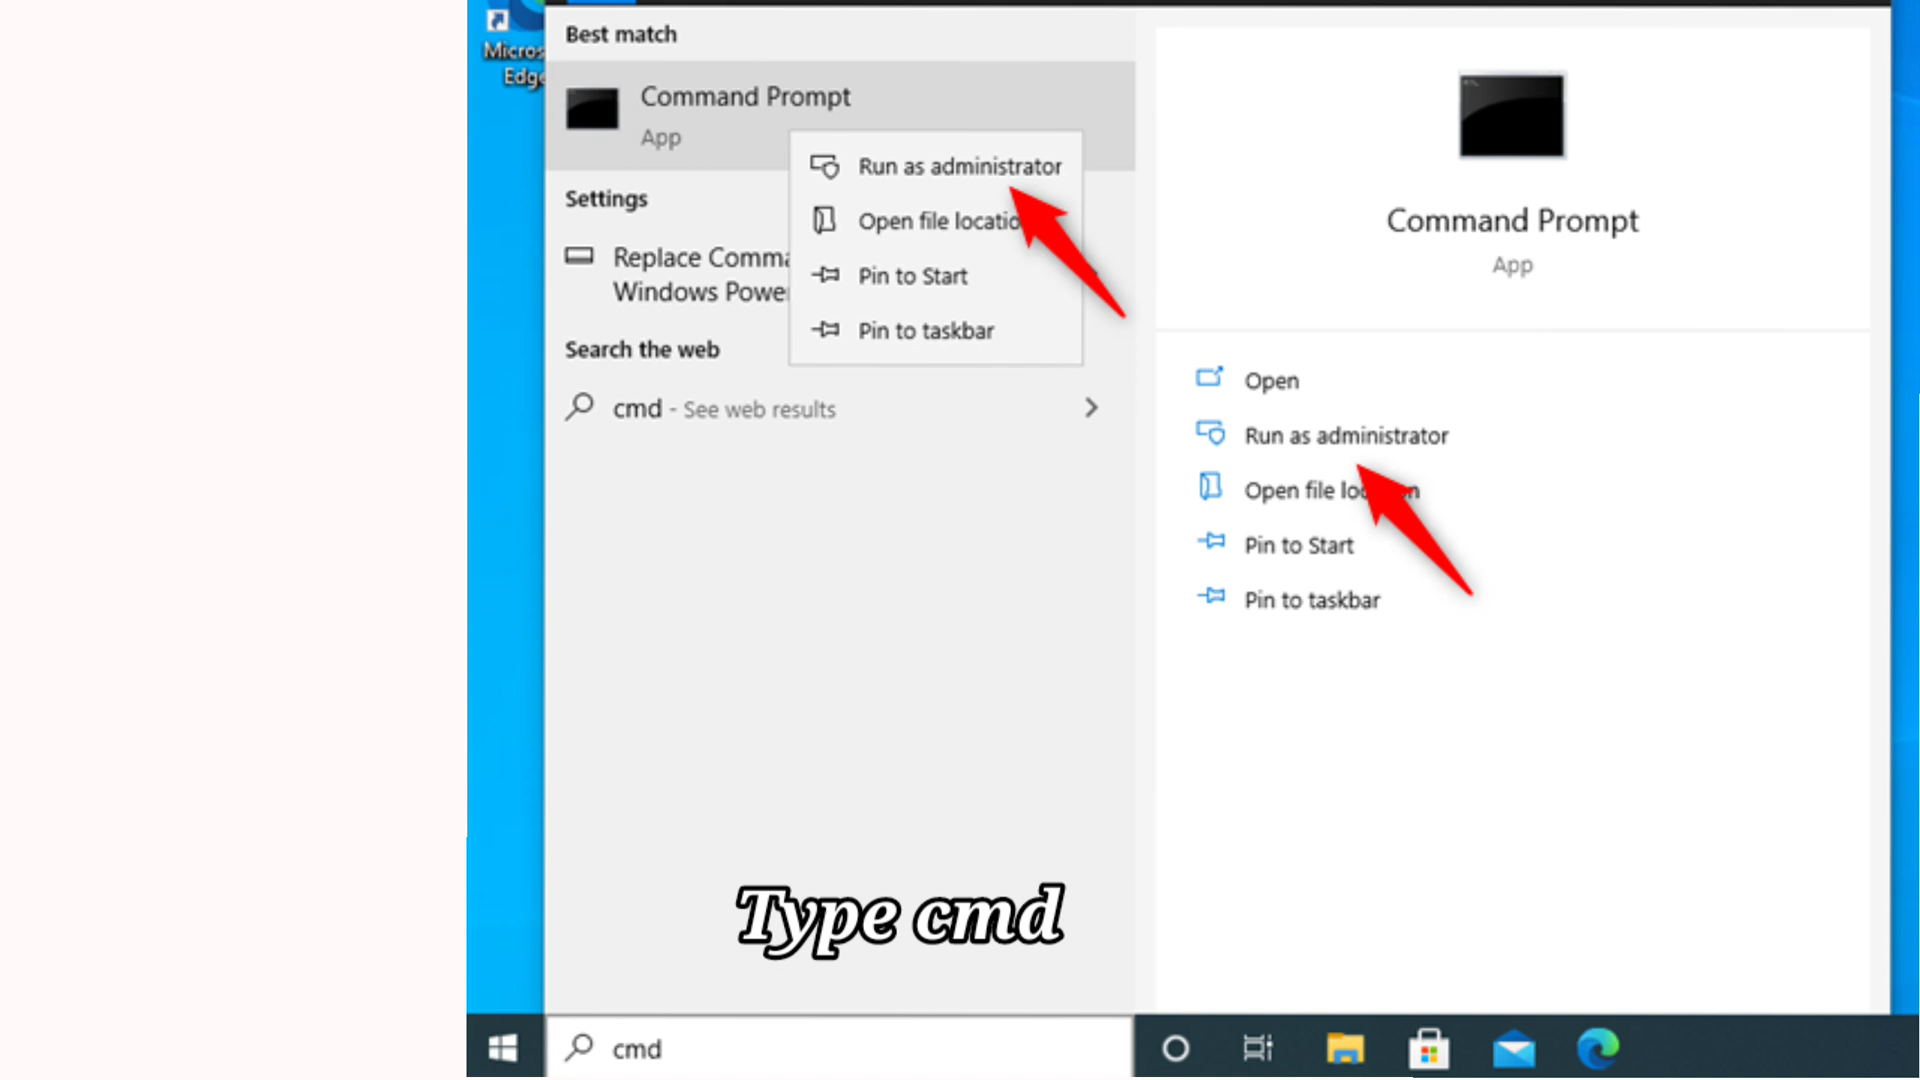 Best match
Micros
Edge
Command Prompt
App
Run as administrator
Settings
Open file locatio
Replace Comma
Windows Power
Pin to Start
Pin to taskbar
Search the web
cmd - See web results
Command Prompt
App
Open
Run as administrator
Open file lo n
Pin to Start
Pin to taskbar
Type cmd
cmd